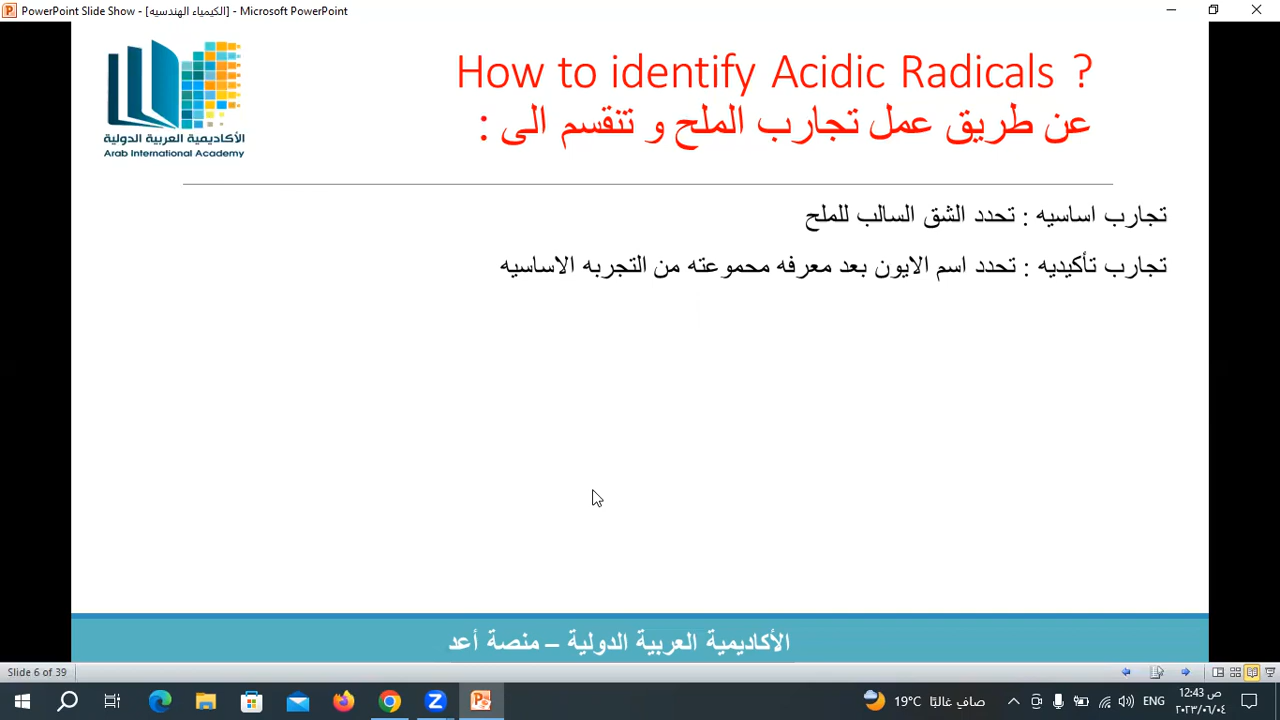 PowerPoint Slide Show - [الكيمياء الهندسيه] - Microsoft PowerPoint
الأكاديمية العربية الدولية
Arab International Academy
How to identify Acidic Radicals ?
عن طريق عمل تجارب الملح و تنقسم الى :
تجارب اساسيه : تحدد الشق السالب للملح
تجارب تأكيديه : تحدد اسم الايون بعد معرفه محموعته من التجربه الاساسيه
الأكاديمية العربية الدولية – منصة أعد
Slide 6 of 39
19°C صافي غالبًا
ENG
12:43 ص
٢٠٢٣/٠٦/٠٤